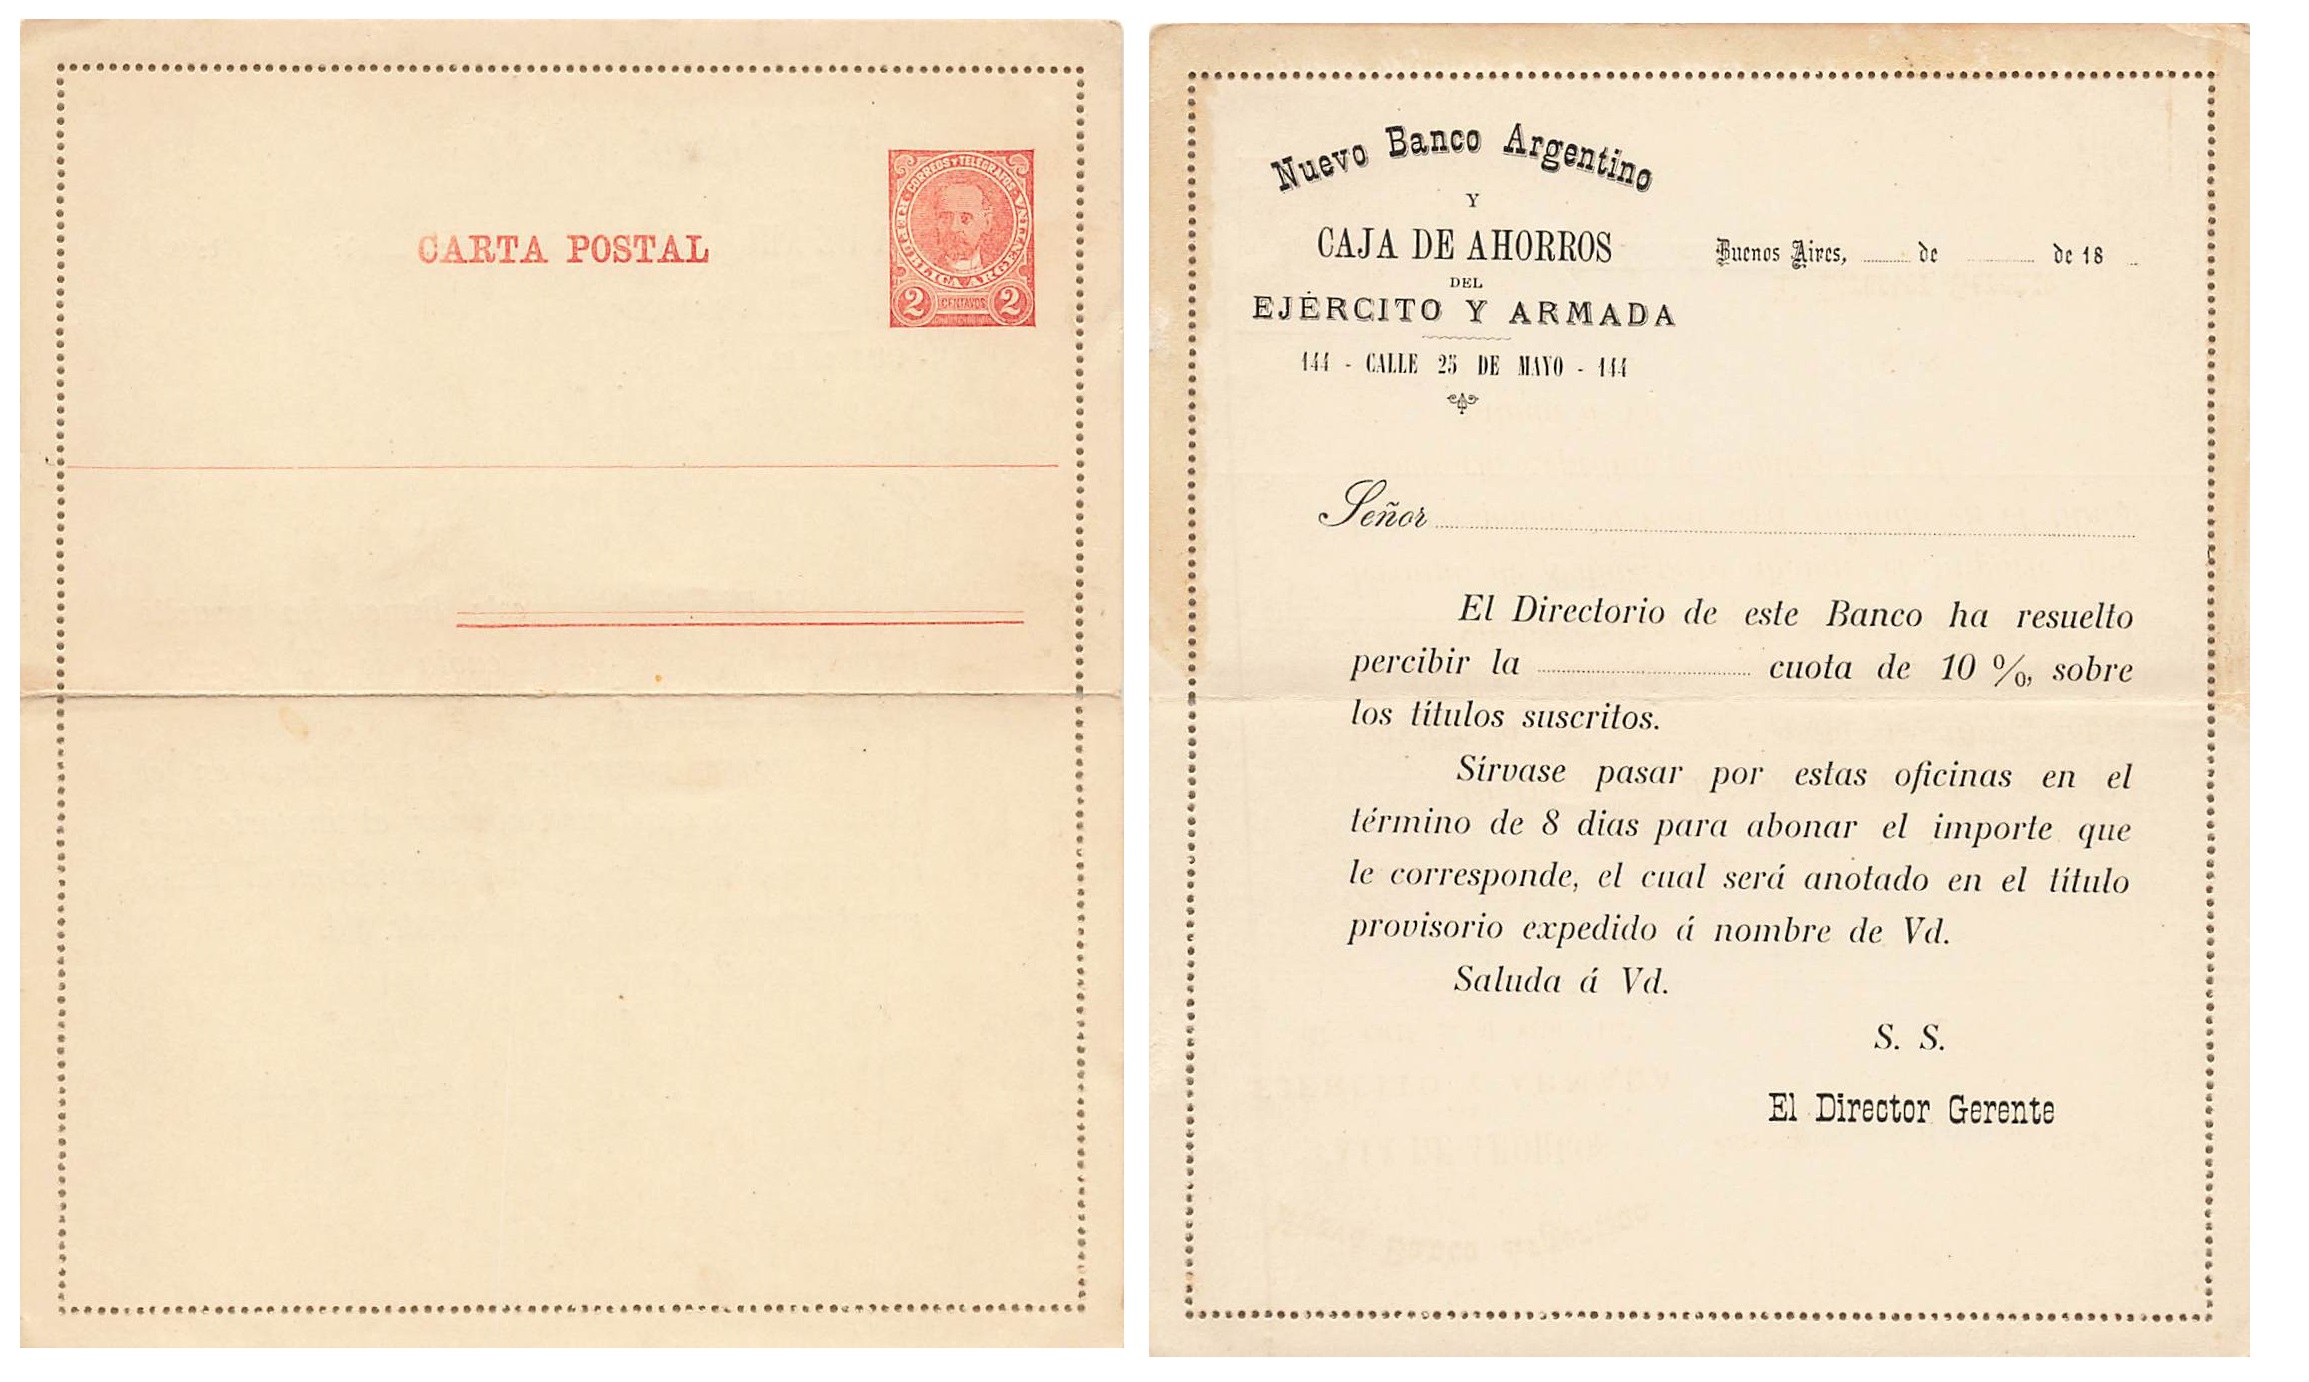 CARTA POSTAL
CORREOS Y TELEGRAFOS
REPUBLICA ARGENTINA
2 CENTAVOS 2
Nuevo Banco Argentino
Y
CAJA DE AHORROS
DEL
EJÉRCITO Y ARMADA
144 - CALLE 25 DE MAYO - 144
Buenos Aires, de de 18
Señor
El Directorio de este Banco ha resuelto
percibir la cuota de 10 %, sobre
los títulos suscritos.
Sírvase pasar por estas oficinas en el
término de 8 dias para abonar el importe que
le corresponde, el cual será anotado en el título
provisorio expedido á nombre de Vd.
Saluda á Vd.
S. S.
El Director Gerente